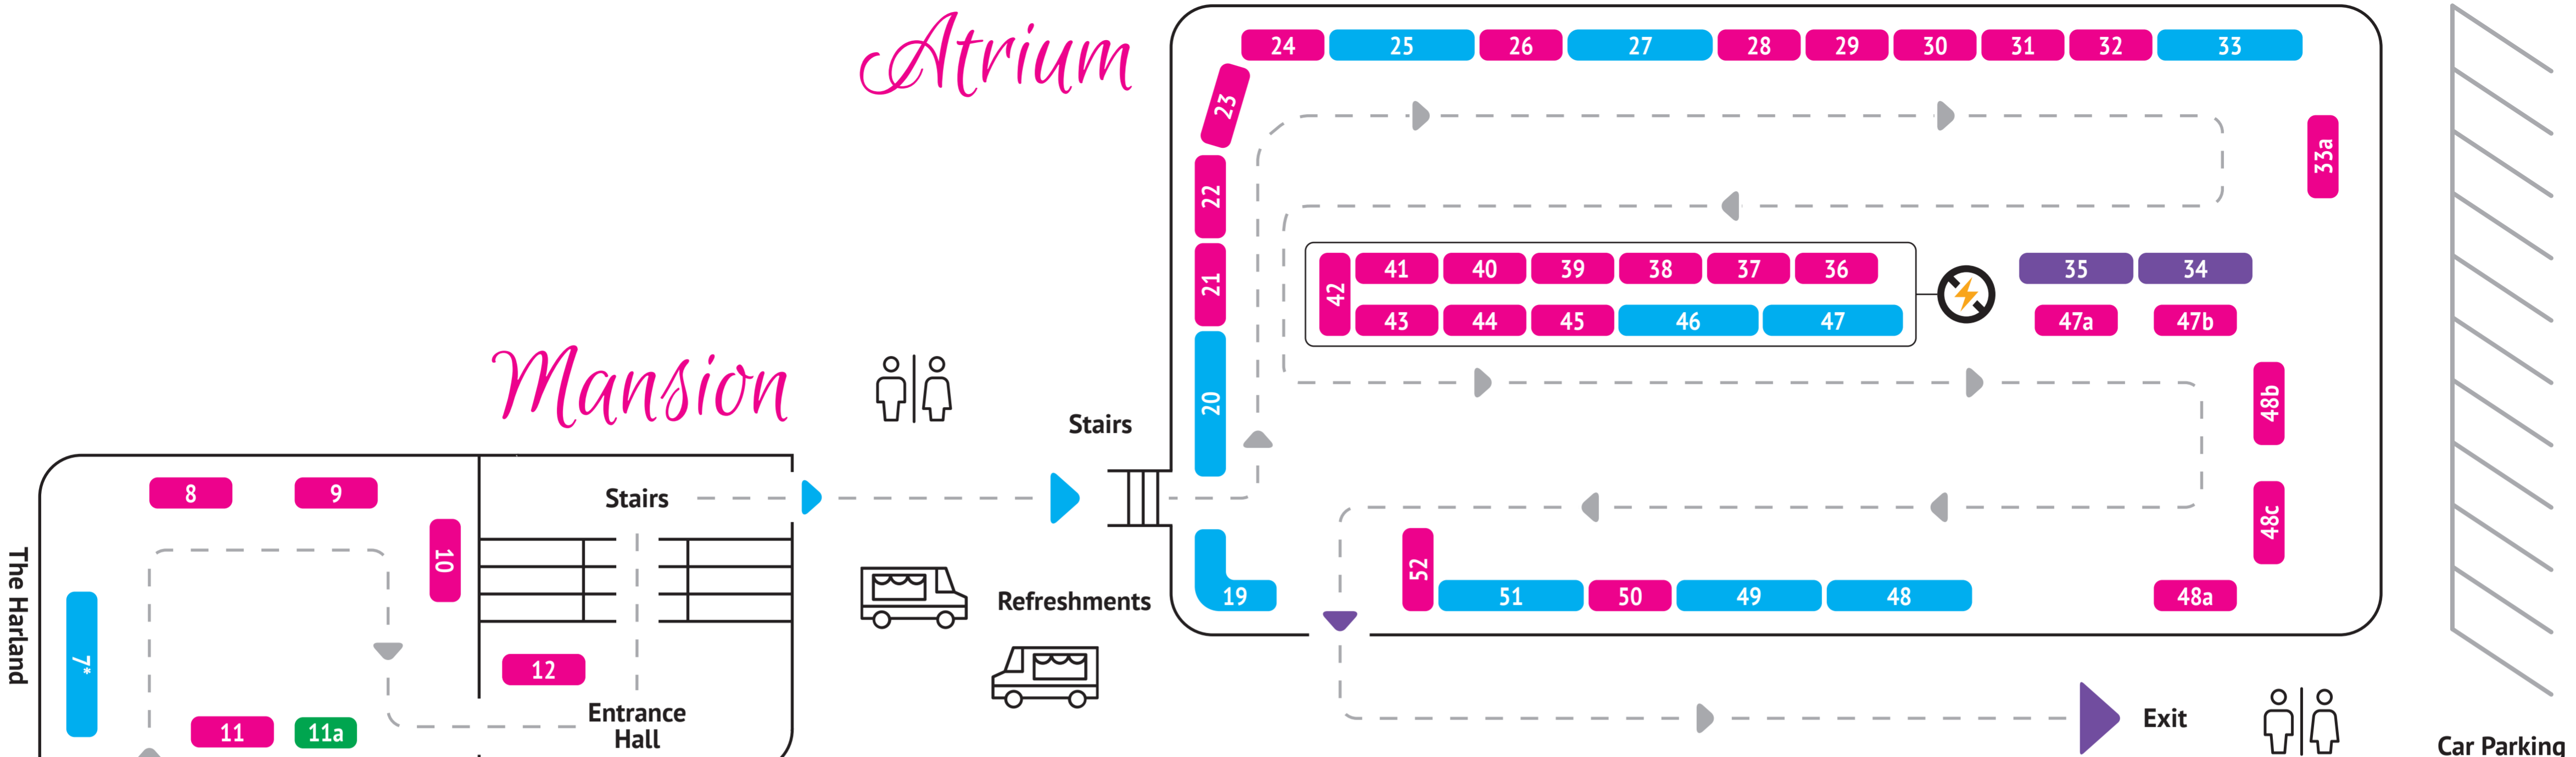 Atrium
24 25 26 27 28 29 30 31 32 33
23
33a
22
21
20
41 40 39 38 37 36
42
43 44 45 46 47
35 34
47a 47b
48b
48c
48a
52
51 50 49 48
19
Mansion
Stairs
Stairs
Refreshments
8 9
10
The Harland
7*
11 11a
12
Entrance
Hall
Exit
Car Parking